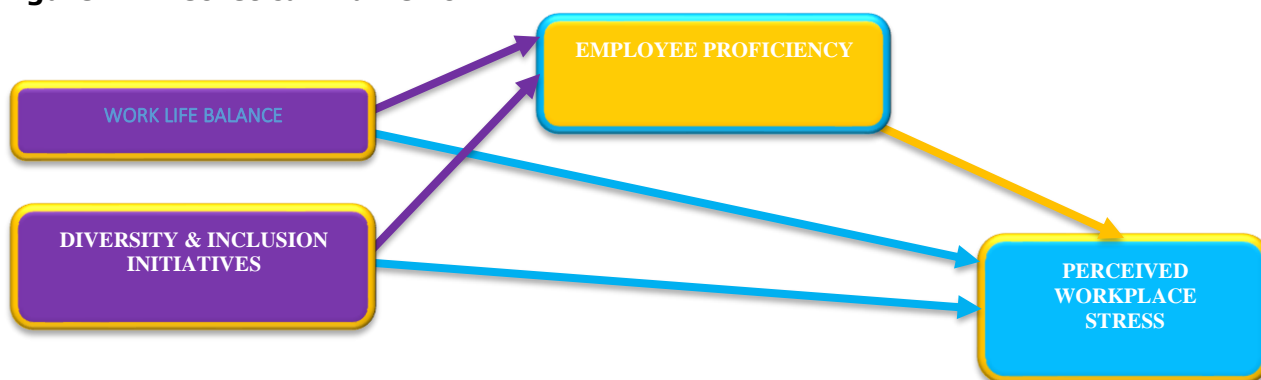 EMPLOYEE PROFICIENCY
WORK LIFE BALANCE
DIVERSITY & INCLUSION
INITIATIVES
PERCEIVED
WORKPLACE
STRESS